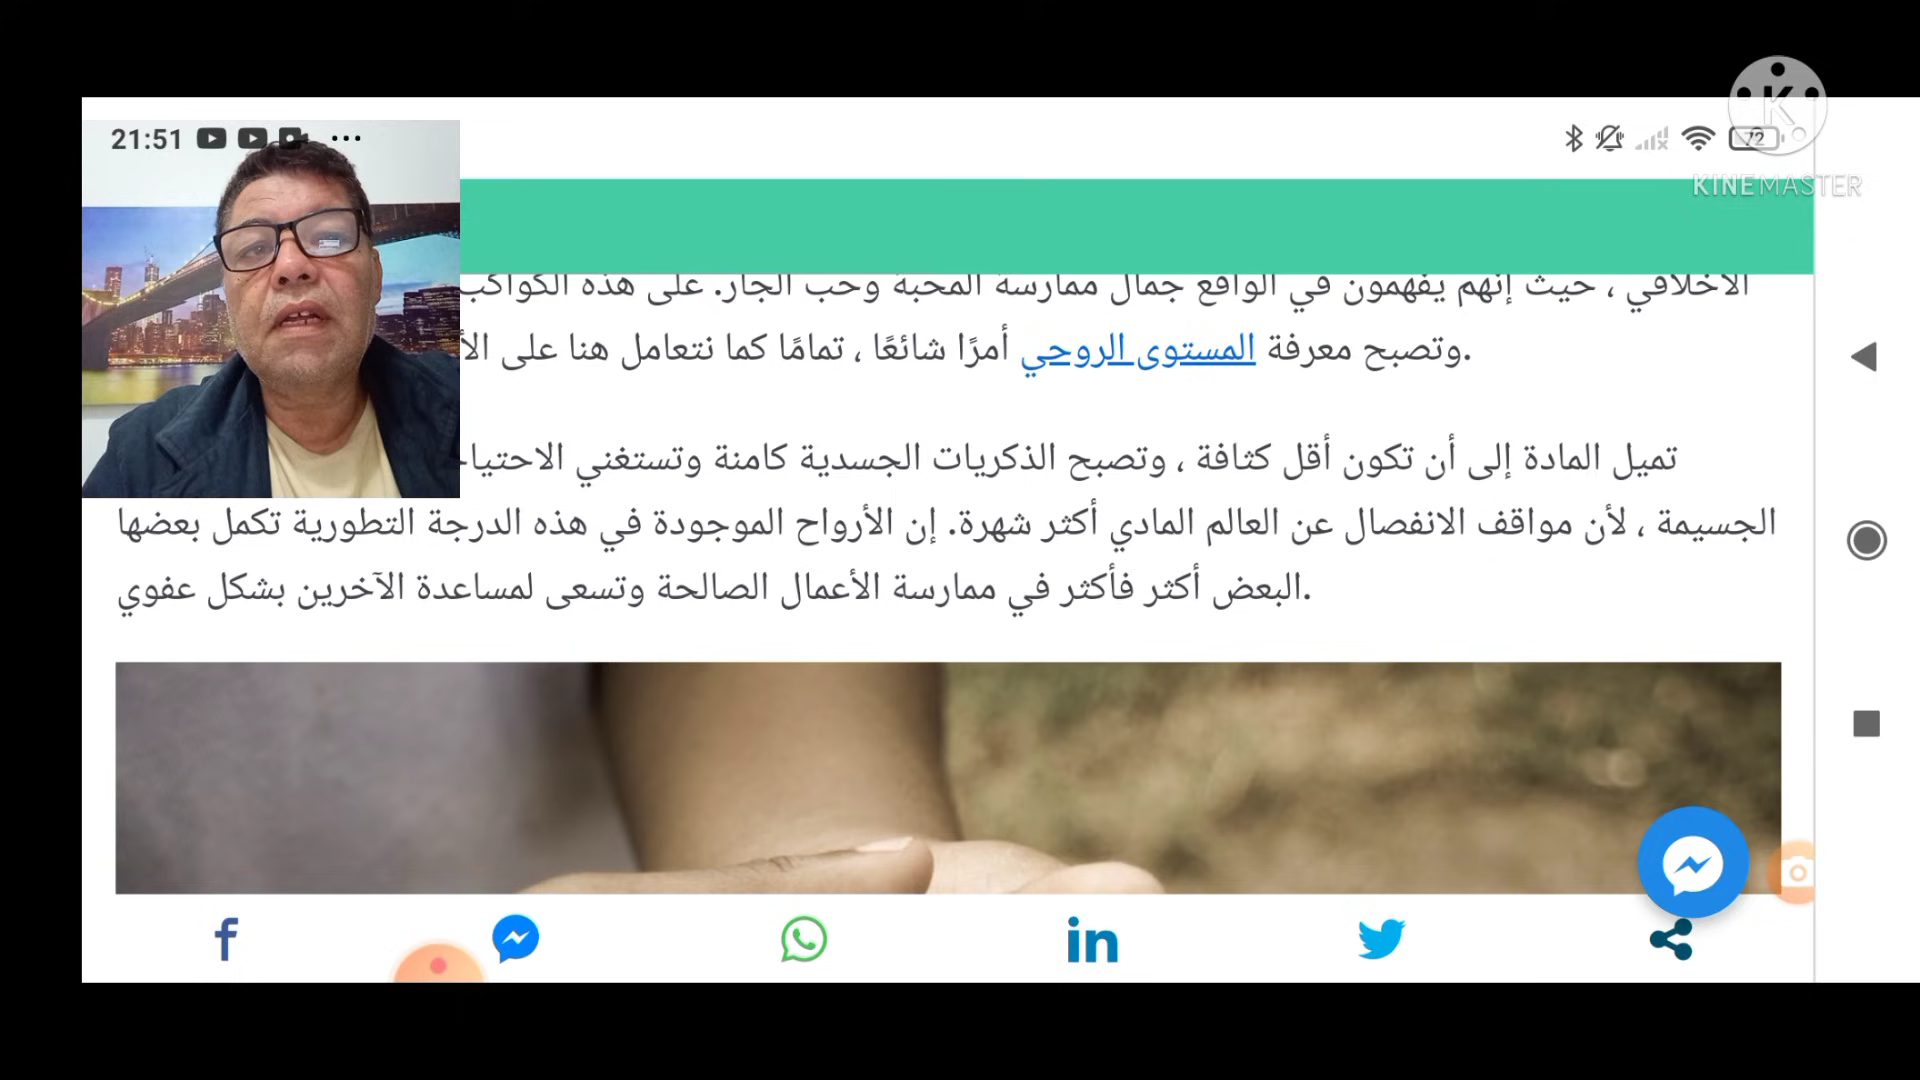 21:51
72
KINEMASTER
الأخلاقي ، حيث إنهم يفهمون في الواقع جمال ممارسة المحبة وحب الجار. على هذه الكواكب
وتصبح معرفة المستوى الروحي أمرًا شائعًا ، تمامًا كما نتعامل هنا على .
تميل المادة إلى أن تكون أقل كثافة ، وتصبح الذكريات الجسدية كامنة وتستغني
الجسيمة ، لأن مواقف الانفصال عن العالم المادي أكثر شهرة. إن الأرواح الموجودة في هذه الدرجة التطورية تكمل بعضها
البعض أكثر فأكثر في ممارسة الأعمال الصالحة وتسعى لمساعدة الآخرين بشكل عفوي.